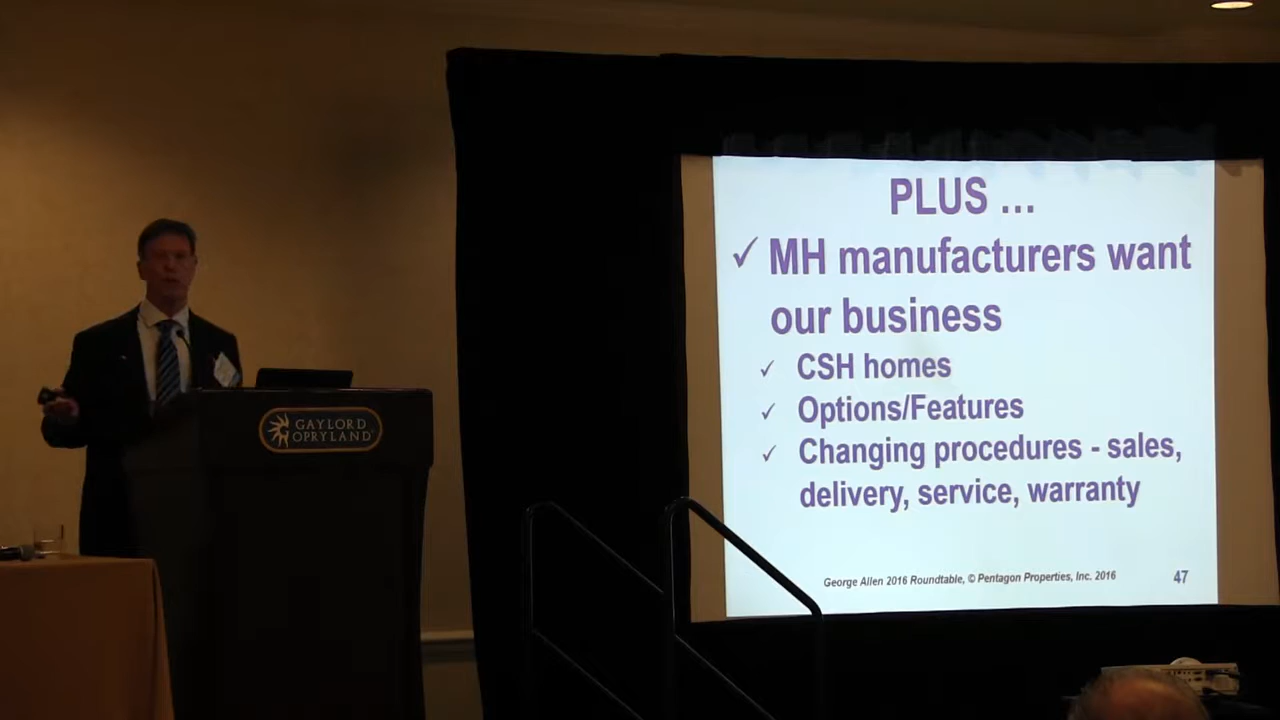 PLUS ...
✓ MH manufacturers want
our business
✓ CSH homes
✓ Options/Features
✓ Changing procedures - sales,
delivery, service, warranty
George Allen 2016 Roundtable, © Pentagon Properties, Inc. 2016
47
GAYLORD
OPRYLAND